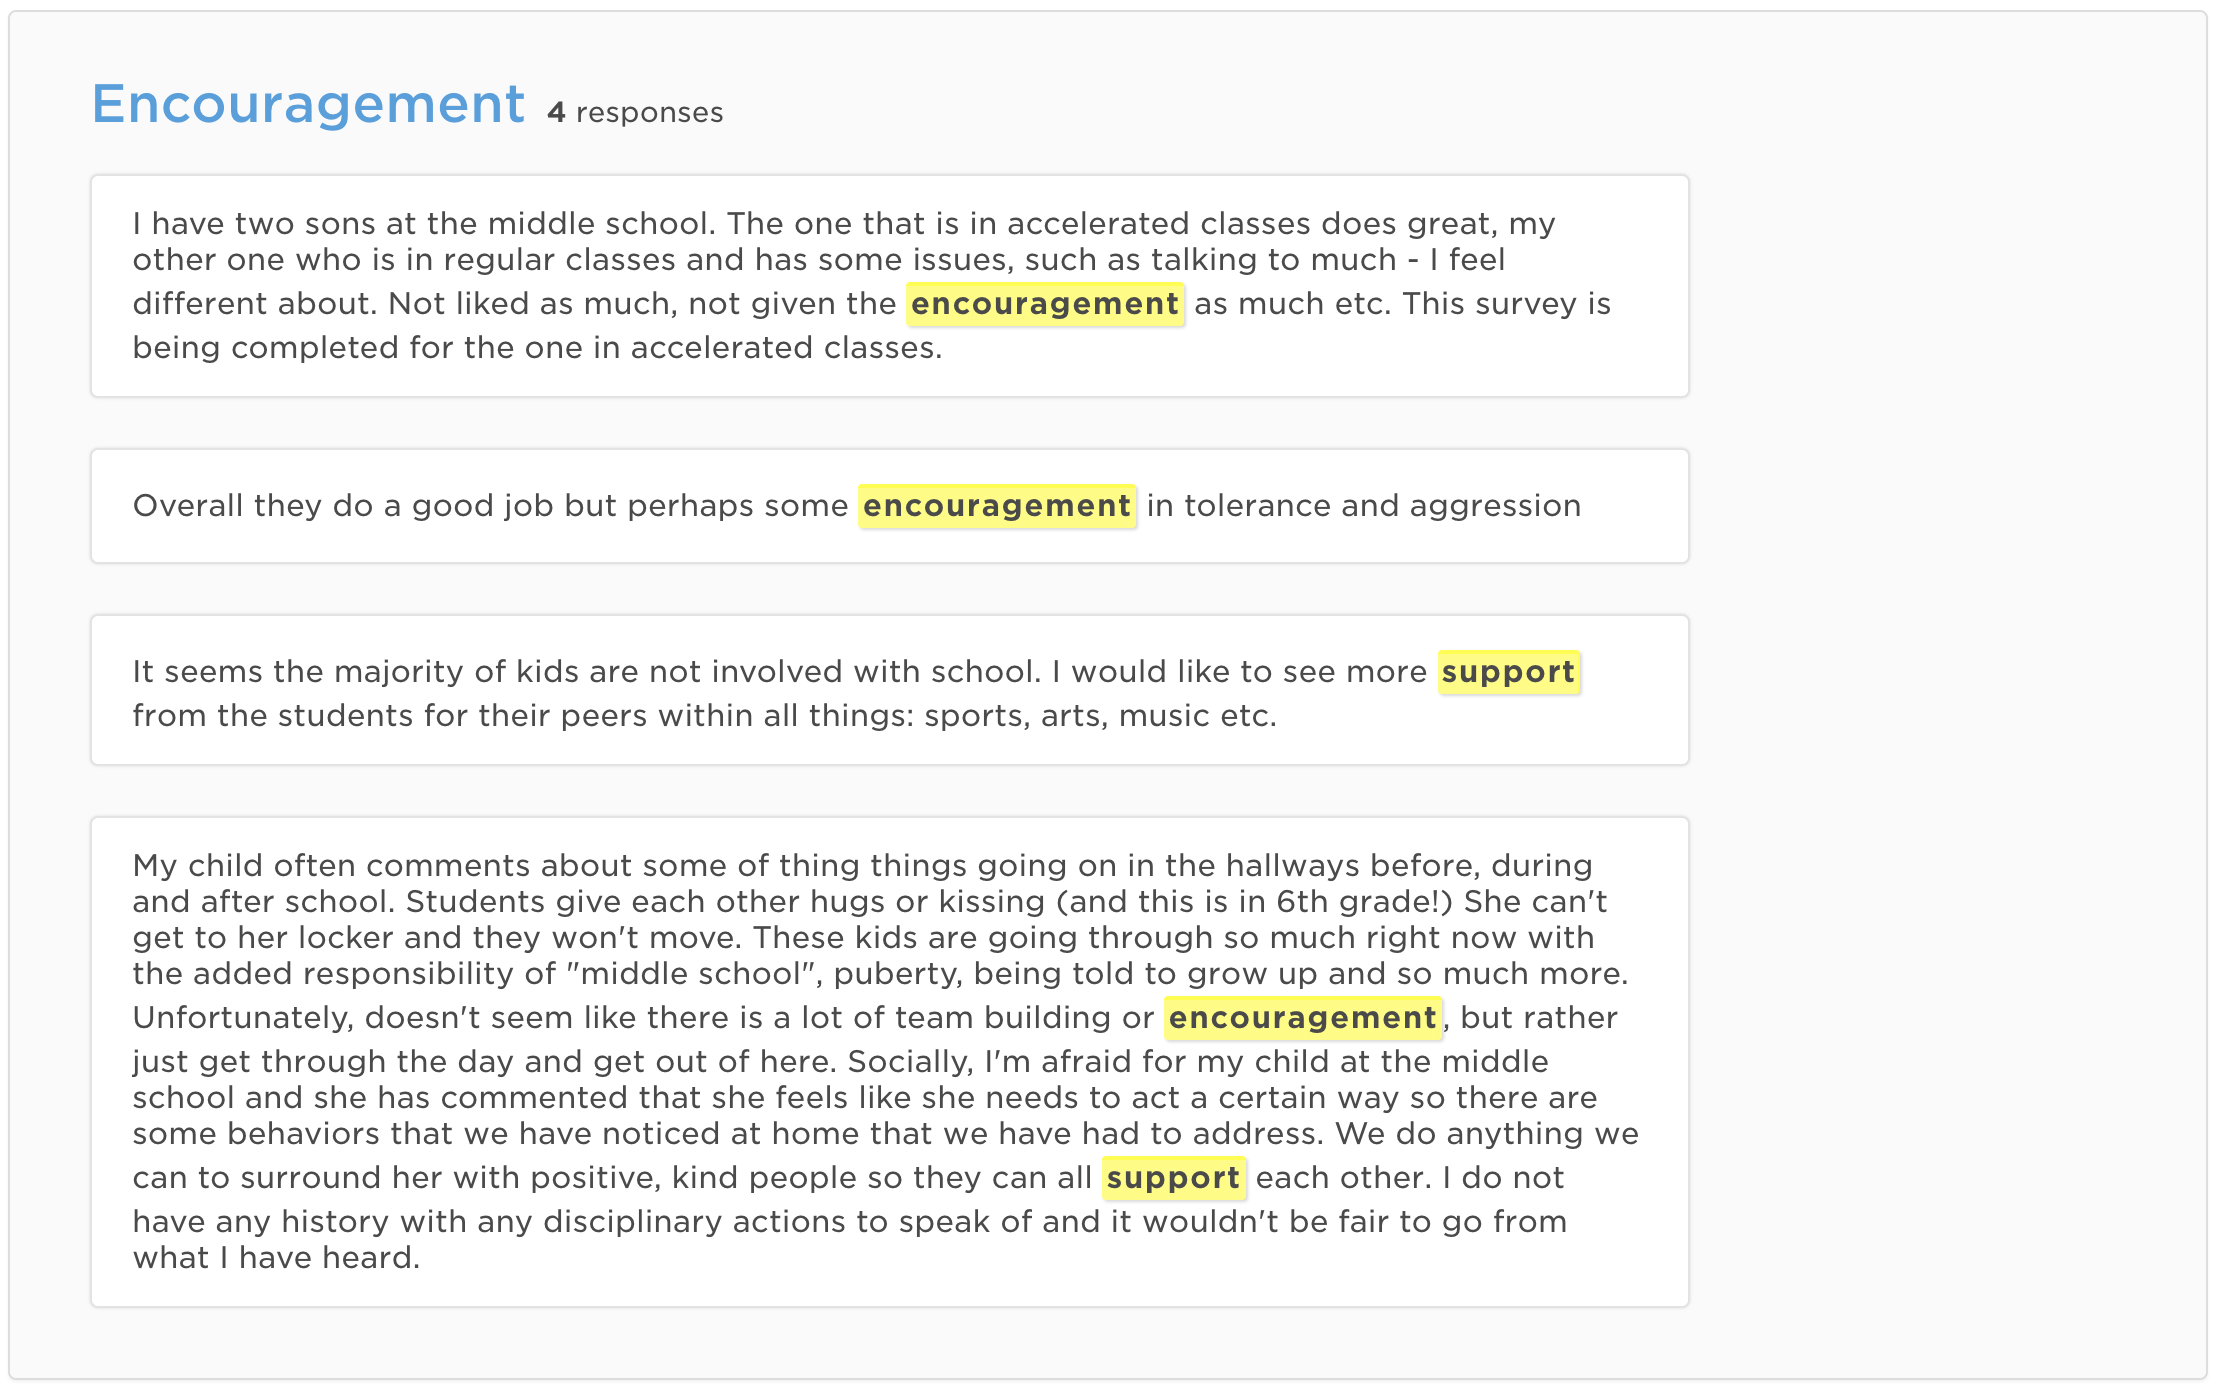 Encouragement 4 responses
I have two sons at the middle school. The one that is in accelerated classes does great, my
other one who is in regular classes and has some issues, such as talking to much - I feel
different about. Not liked as much, not given the encouragement as much etc. This survey is
being completed for the one in accelerated classes.
Overall they do a good job but perhaps some encouragement in tolerance and aggression
It seems the majority of kids are not involved with school. I would like to see more support
from the students for their peers within all things: sports, arts, music etc.
My child often comments about some of thing things going on in the hallways before, during
and after school. Students give each other hugs or kissing (and this is in 6th grade!) She can't
get to her locker and they won't move. These kids are going through so much right now with
the added responsibility of "middle school", puberty, being told to grow up and so much more.
Unfortunately, doesn't seem like there is a lot of team building or encouragement, but rather
just get through the day and get out of here. Socially, I'm afraid for my child at the middle
school and she has commented that she feels like she needs to act a certain way so there are
some behaviors that we have noticed at home that we have had to address. We do anything we
can to surround her with positive, kind people so they can all support each other. I do not
have any history with any disciplinary actions to speak of and it wouldn't be fair to go from
what I have heard.